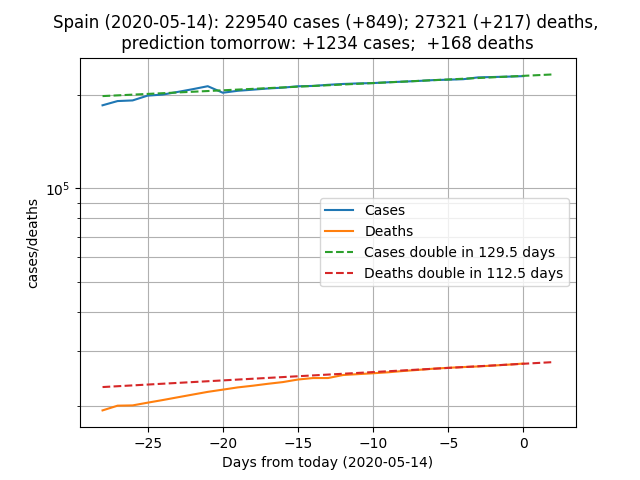 Spain (2020-05-14): 229540 cases (+849); 27321 (+217) deaths,
prediction tomorrow: +1234 cases;  +168 deaths
cases/deaths
10^5
Cases
Deaths
Cases double in 129.5 days
Deaths double in 112.5 days
−25 −20 −15 −10 −5 0
Days from today (2020-05-14)